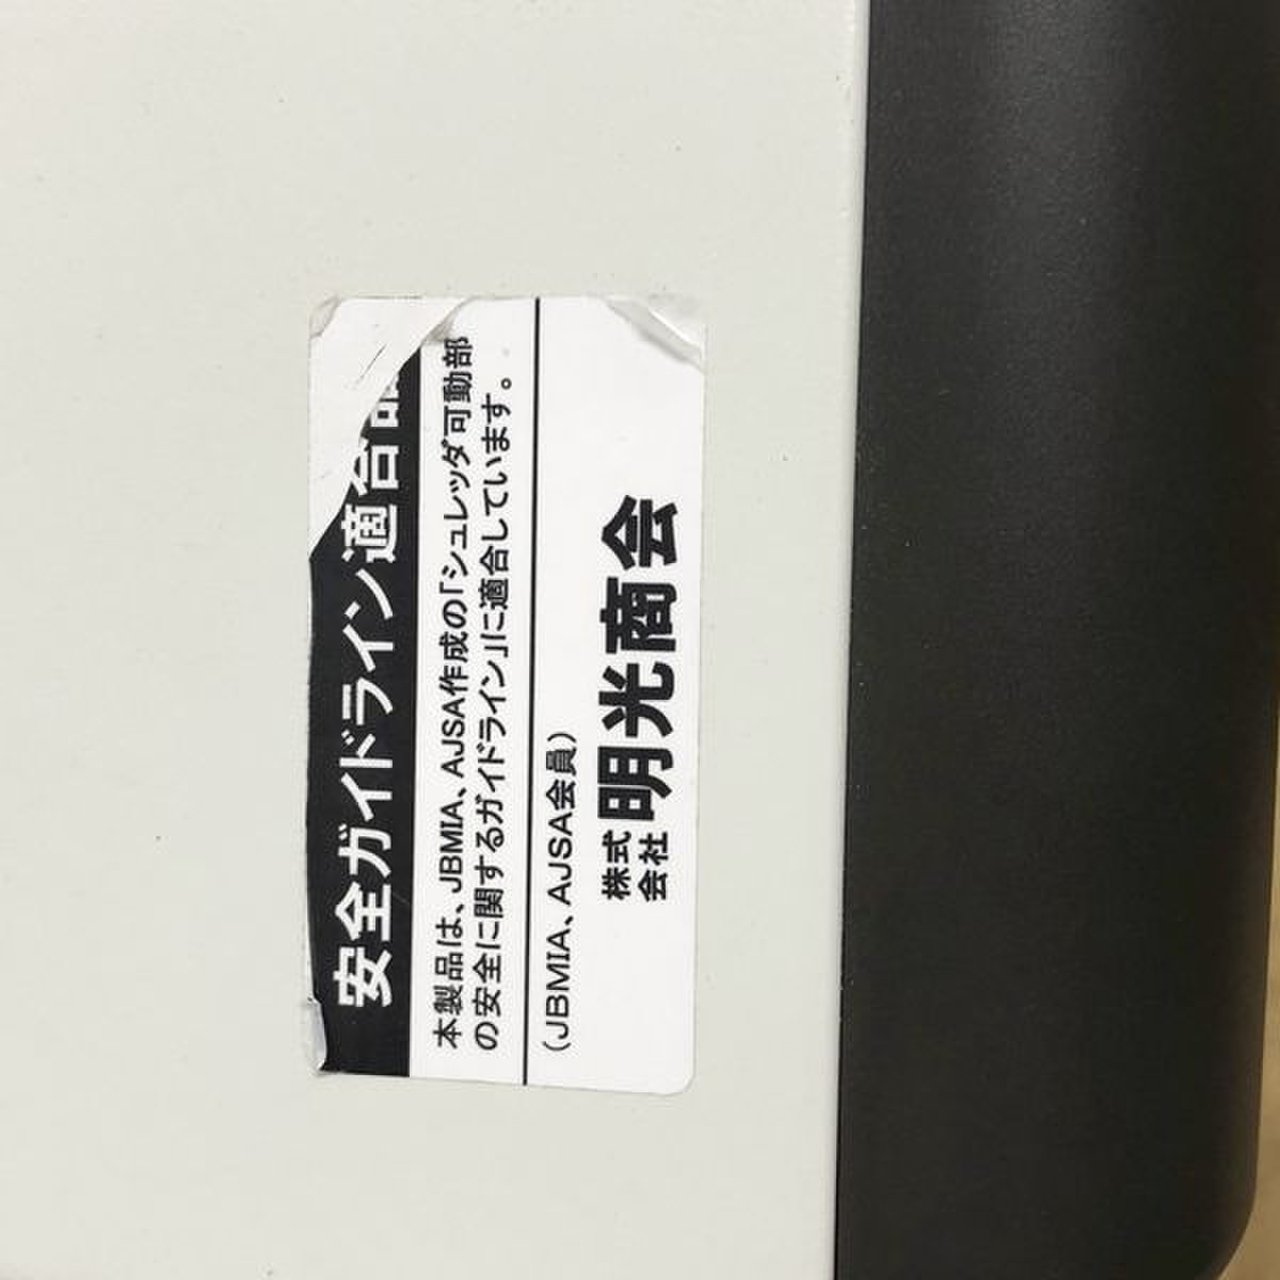 安全ガイドライン適合品
本製品は、JBMIA、AJSA作成の「シュレッダ可動部
の安全に関するガイドライン」に適合しています。
(JBMIA、AJSA会員)
株式会社 明光商会